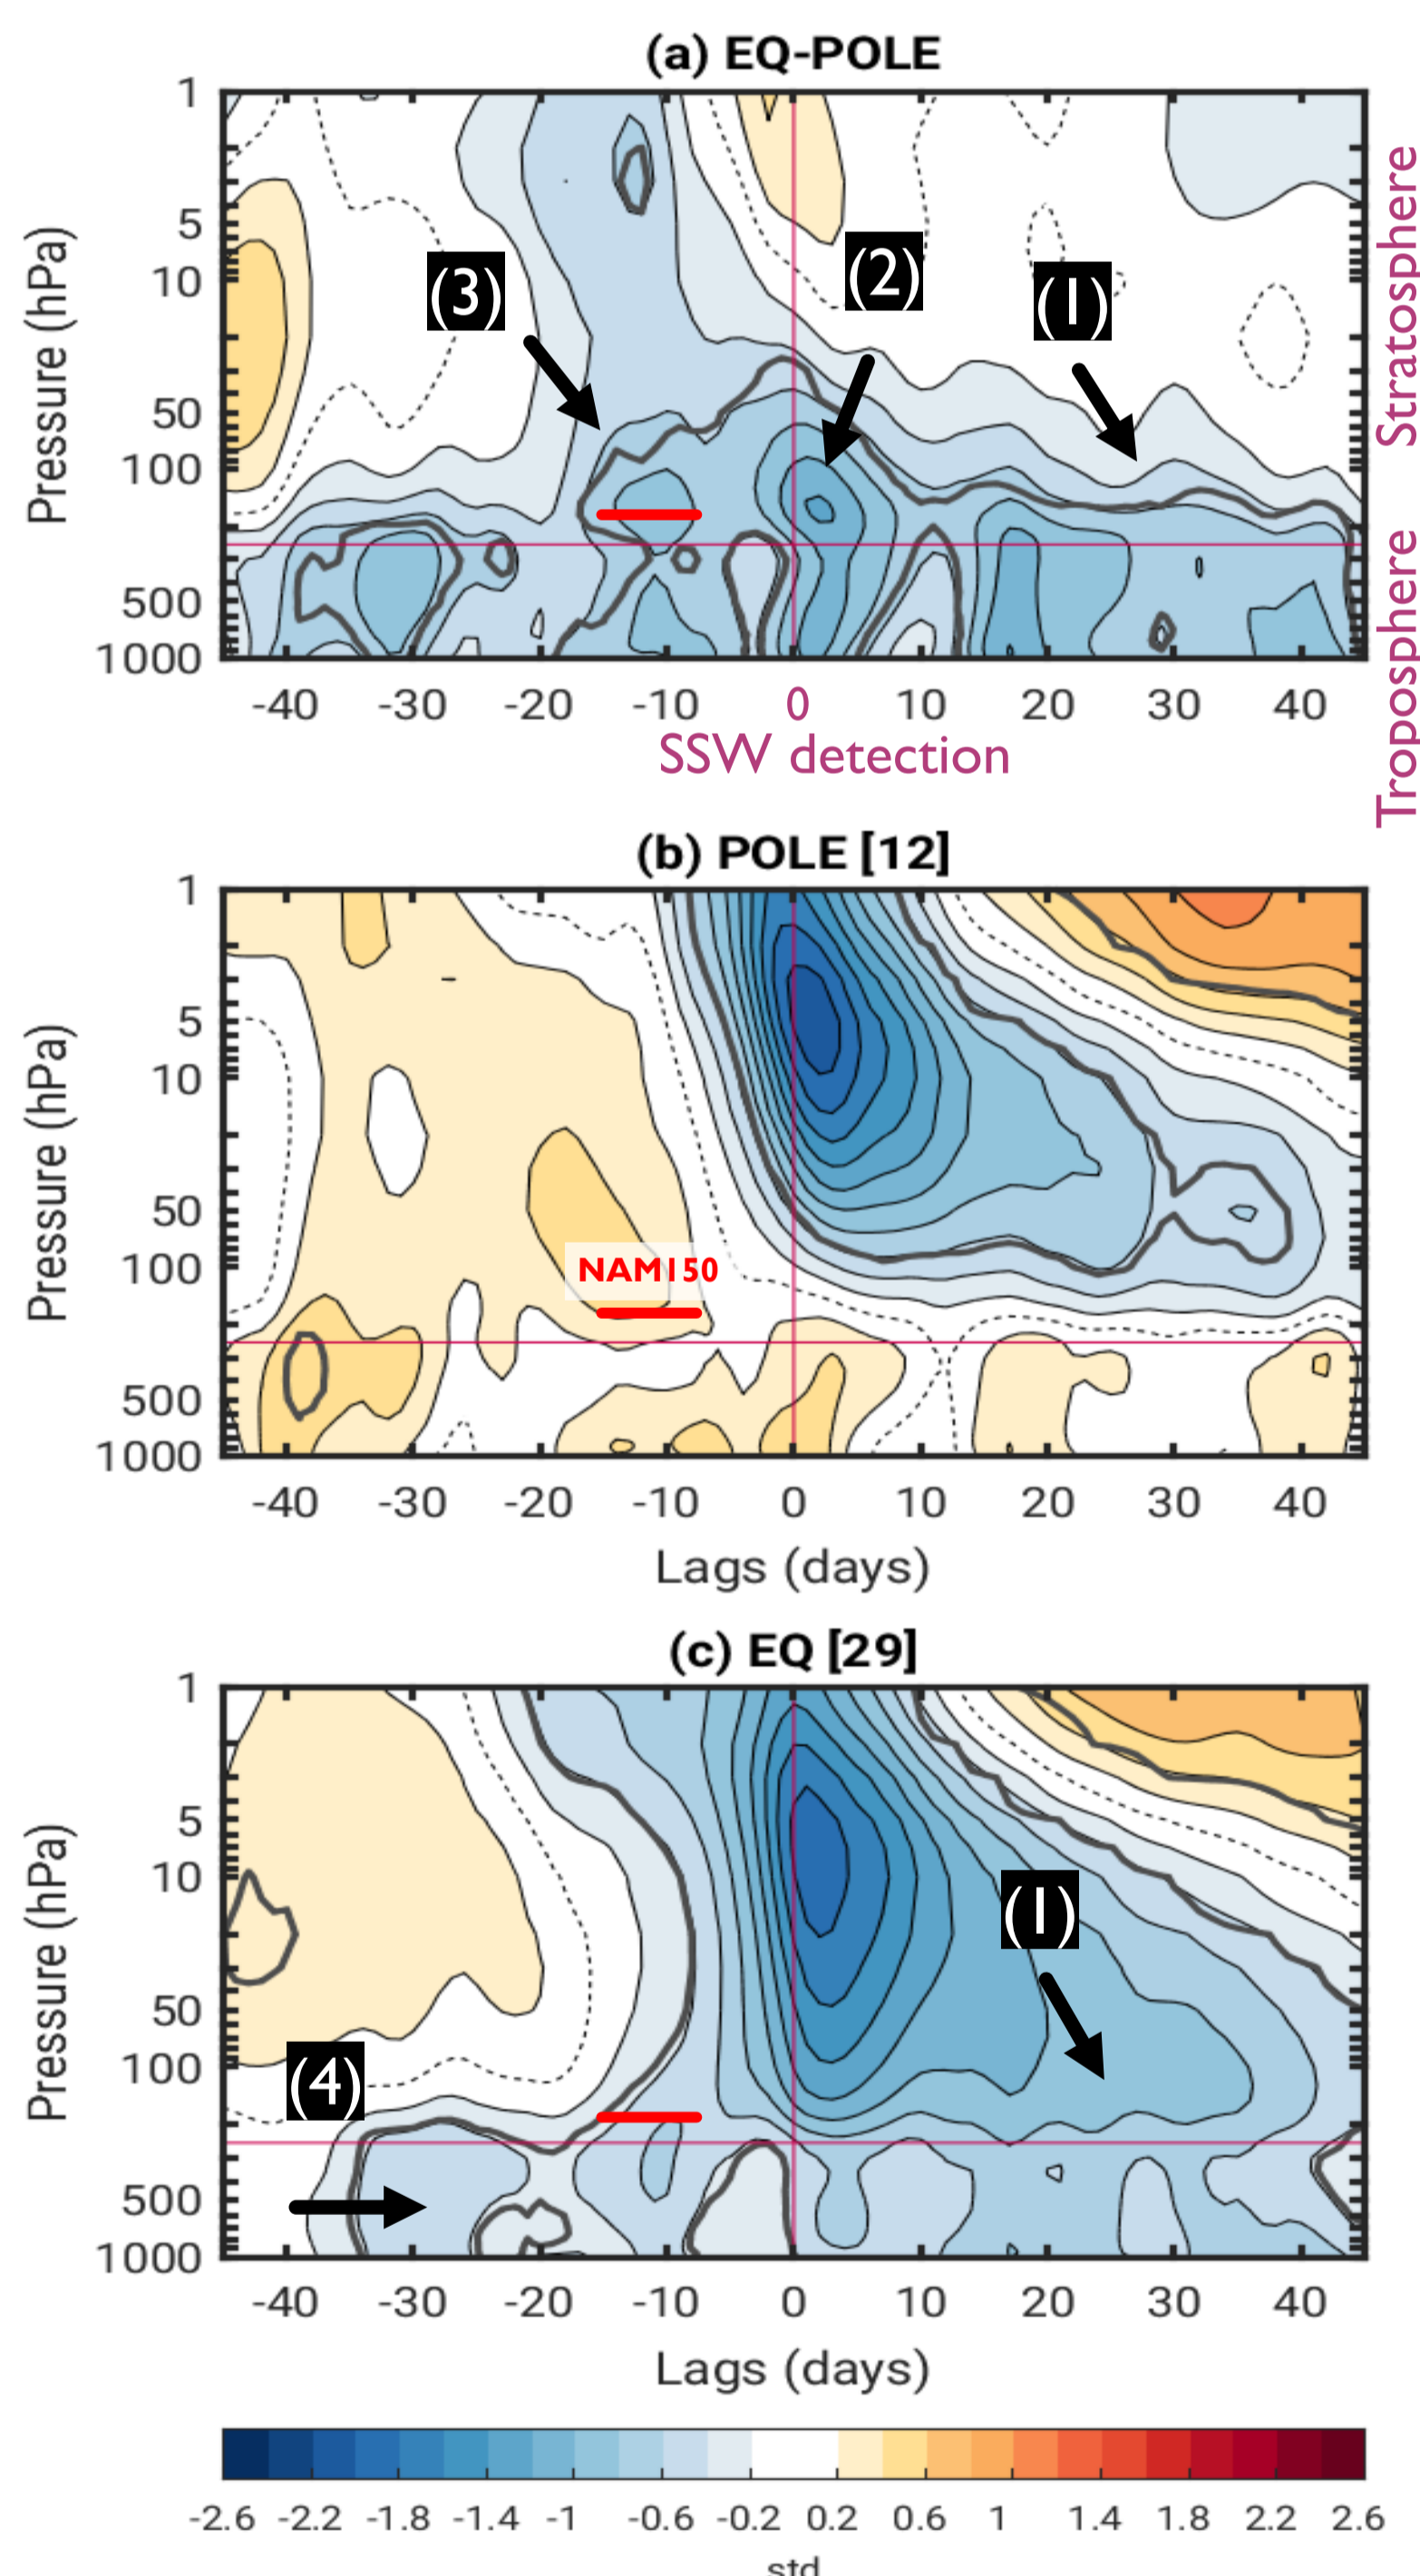 (a) EQ-POLE
1
5
10
50
100
500
1000
Pressure (hPa)
(3)
(2)
(1)
Stratosphere
Troposphere
-40 -30 -20 -10 0 10 20 30 40
SSW detection
(b) POLE [12]
1
5
10
50
100
500
1000
Pressure (hPa)
NAM150
-40 -30 -20 -10 0 10 20 30 40
Lags (days)
(c) EQ [29]
1
5
10
50
100
500
1000
Pressure (hPa)
(1)
(4)
-40 -30 -20 -10 0 10 20 30 40
Lags (days)
-2.6 -2.2 -1.8 -1.4 -1 -0.6 -0.2 0.2 0.6 1 1.4 1.8 2.2 2.6
std